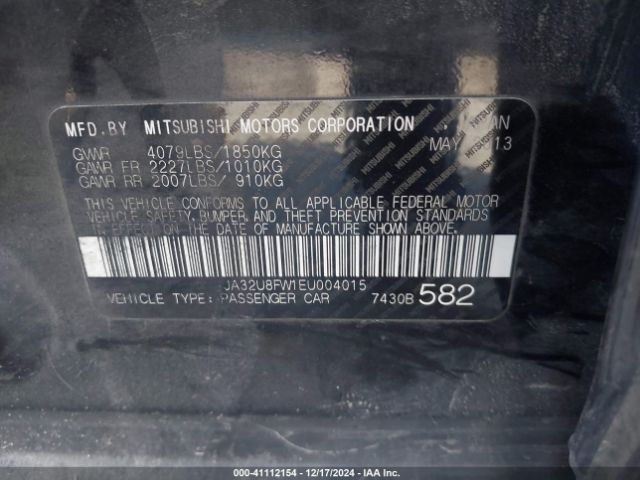 MFD.BY MITSUBISHI MOTORS CORPORATION
MAY 13
GVWR 4079LBS/1850KG
GAWR FR 2227LBS/1010KG
GAWR RR 2007LBS/ 910KG
THIS VEHICLE CONFORMS TO ALL APPLICABLE FEDERAL MOTOR
VEHICLE SAFETY, BUMPER, AND THEFT PREVENTION STANDARDS
IN EFFECT ON THE DATE OF MANUFACTURE SHOWN ABOVE.
JA32U8FW1EU004015
VEHICLE TYPE: PASSENGER CAR 7430B 582
000-41112154 - 12/17/2024 - IAA Inc.